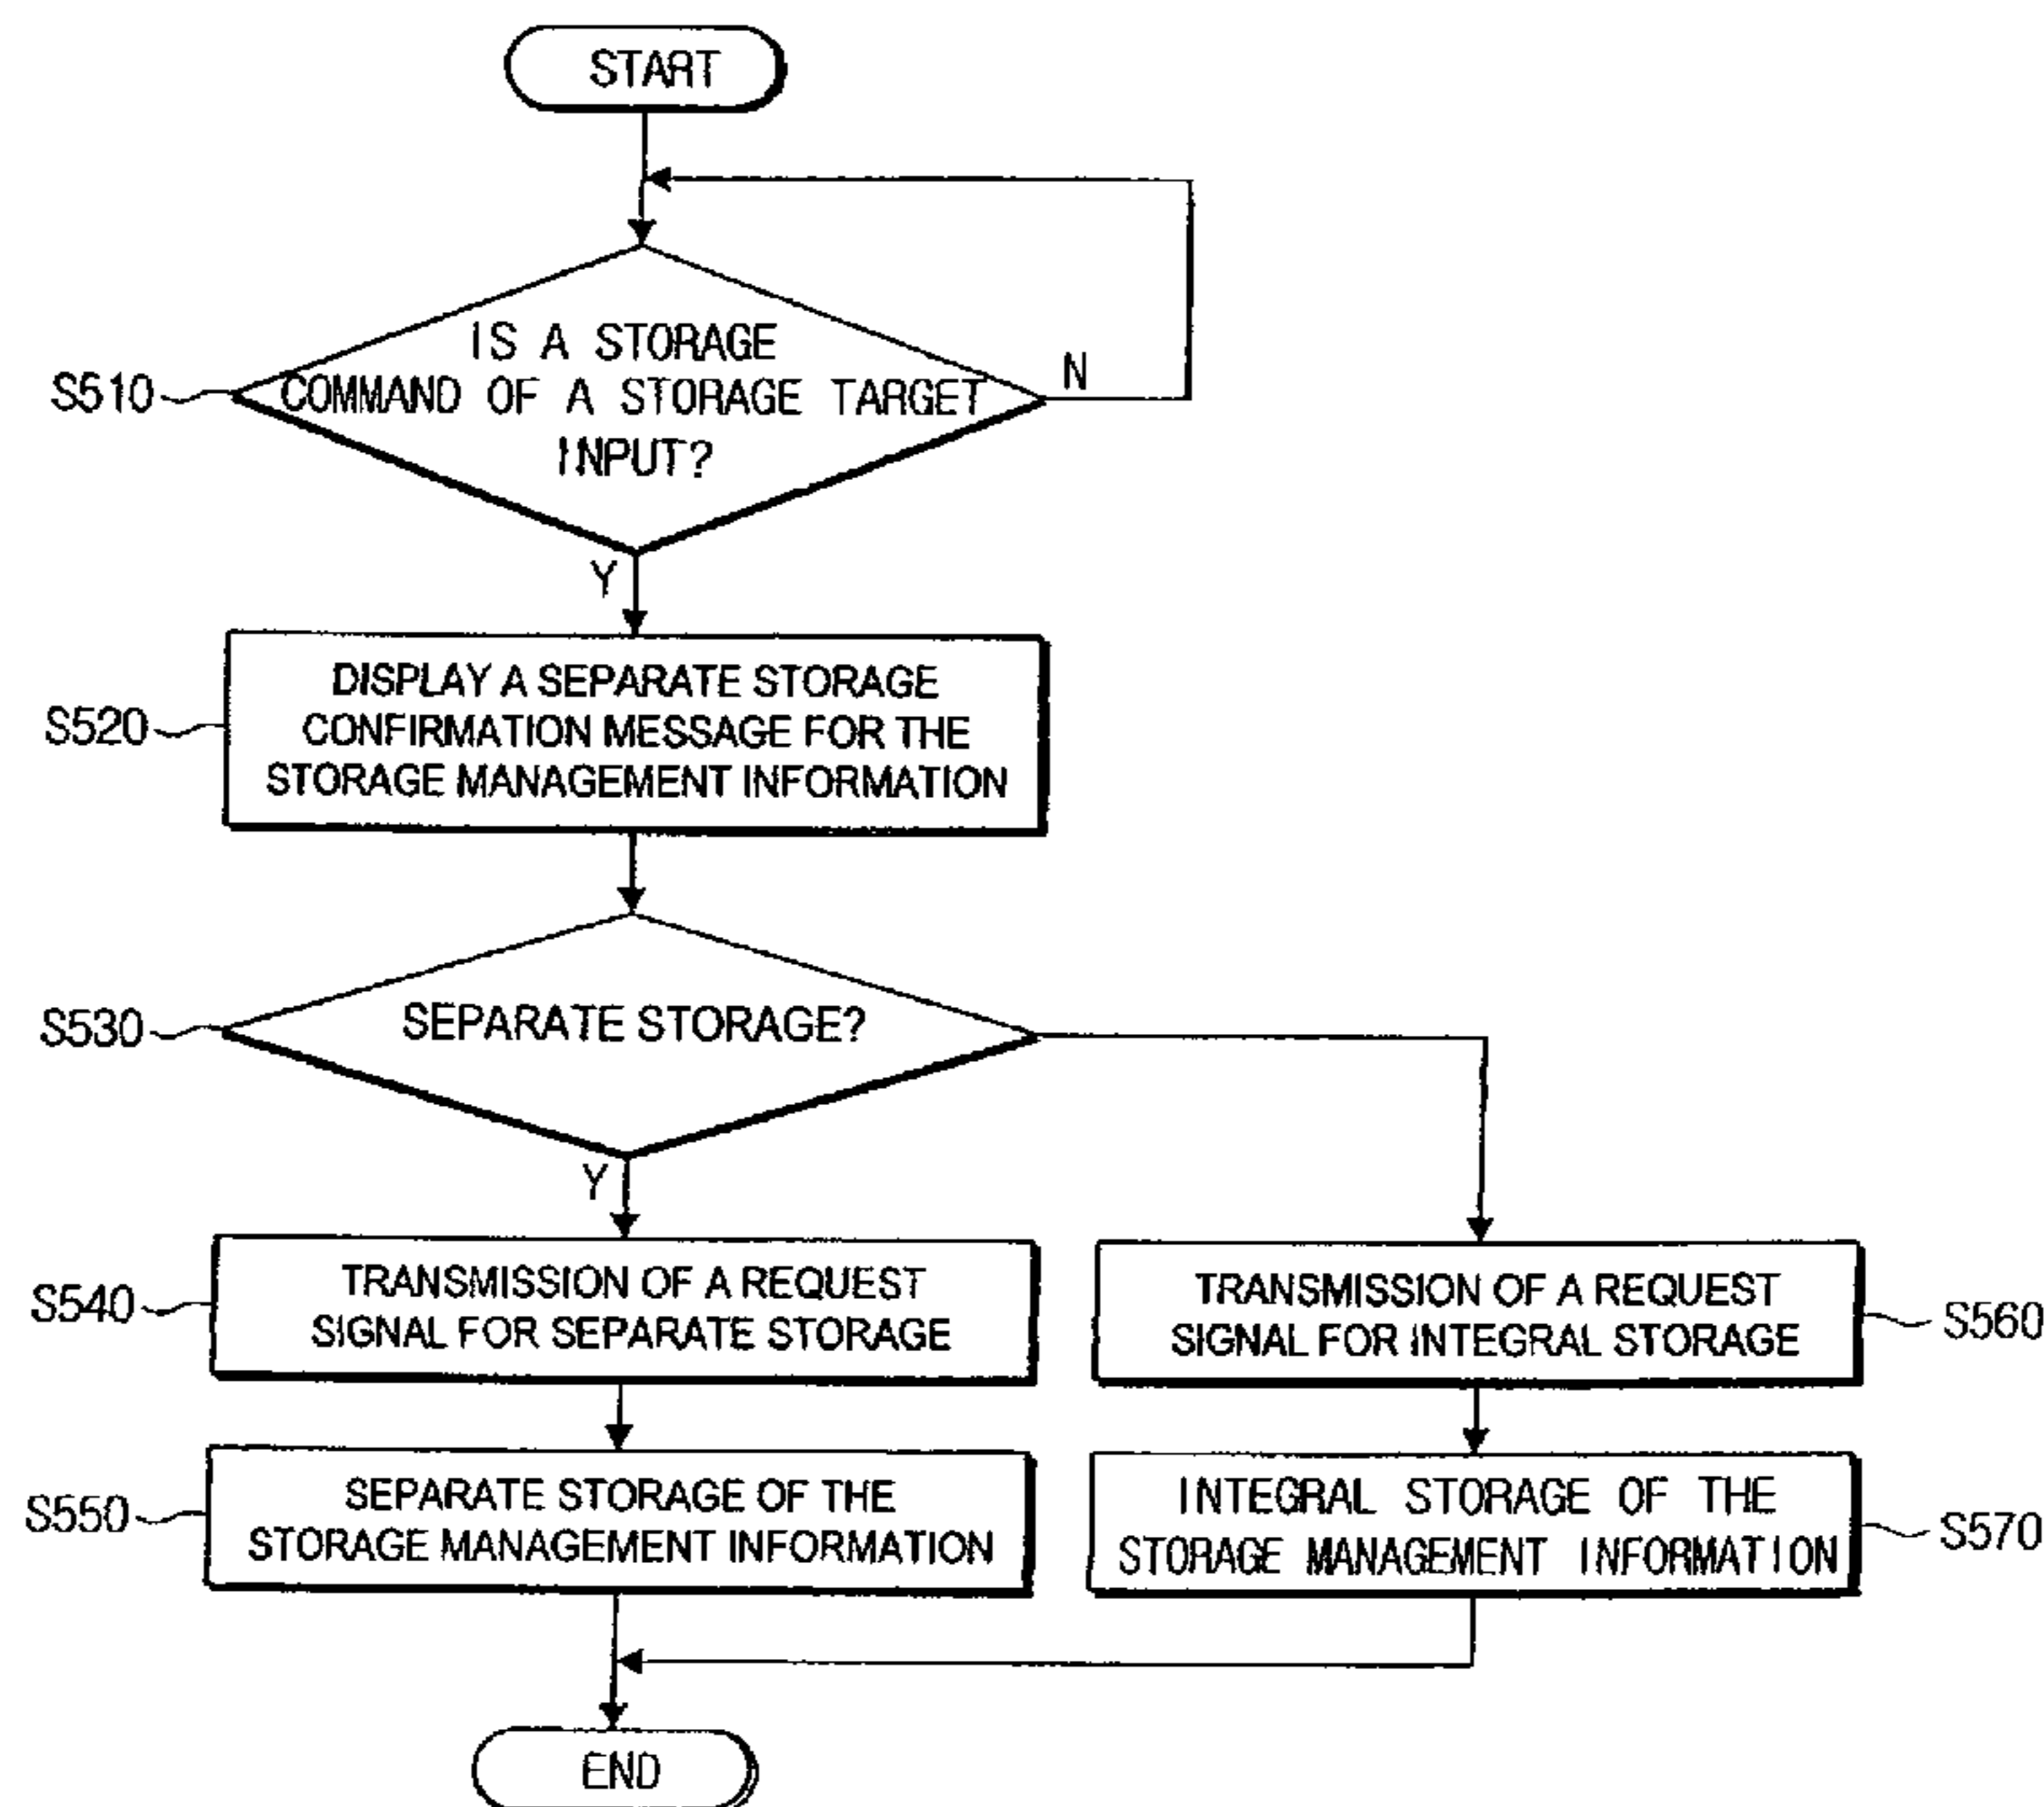 START
IS A STORAGE
COMMAND OF A STORAGE TARGET
INPUT?
S510
N
Y
DISPLAY A SEPARATE STORAGE
CONFIRMATION MESSAGE FOR THE
STORAGE MANAGEMENT INFORMATION
S520
SEPARATE STORAGE?
S530
Y
TRANSMISSION OF A REQUEST
SIGNAL FOR SEPARATE STORAGE
S540
TRANSMISSION OF A REQUEST
SIGNAL FOR INTEGRAL STORAGE
S560
SEPARATE STORAGE OF THE
STORAGE MANAGEMENT INFORMATION
S550
INTEGRAL STORAGE OF THE
STORAGE MANAGEMENT INFORMATION
S570
END